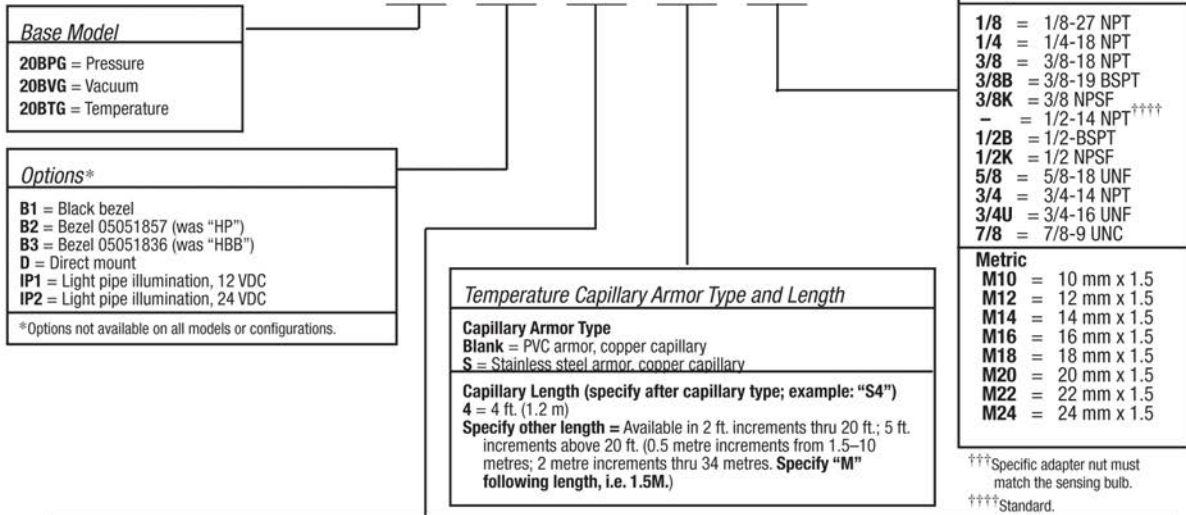 Base Model
20BPG = Pressure
20BVG = Vacuum
20BTG = Temperature
Options*
B1 = Black bezel
B2 = Bezel 05051857 (was “HP”)
B3 = Bezel 05051836 (was “HBB”)
D = Direct mount
IP1 = Light pipe illumination, 12 VDC
IP2 = Light pipe illumination, 24 VDC
*Options not available on all models or configurations.
Temperature Capillary Armor Type and Length
Capillary Armor Type
Blank = PVC armor, copper capillary
S = Stainless steel armor, copper capillary
Capillary Length (specify after capillary type; example: “S4”)
4 = 4 ft. (1.2 m)
Specify other length = Available in 2 ft. increments thru 20 ft.; 5 ft.
increments above 20 ft. (0.5 metre increments from 1.5–10
metres; 2 metre increments thru 34 metres. Specify “M”
following length, i.e. 1.5M.)
1/8 = 1/8-27 NPT
1/4 = 1/4-18 NPT
3/8 = 3/8-18 NPT
3/8B = 3/8-19 BSPT
3/8K = 3/8 NPSF
– = 1/2-14 NPT††††
1/2B = 1/2-BSPT
1/2K = 1/2 NPSF
5/8 = 5/8-18 UNF
3/4 = 3/4-14 NPT
3/4U = 3/4-16 UNF
7/8 = 7/8-9 UNC
Metric
M10 = 10 mm x 1.5
M12 = 12 mm x 1.5
M14 = 14 mm x 1.5
M16 = 16 mm x 1.5
M18 = 18 mm x 1.5
M20 = 20 mm x 1.5
M22 = 22 mm x 1.5
M24 = 24 mm x 1.5
†††Specific adapter nut must
match the sensing bulb.
††††Standard.